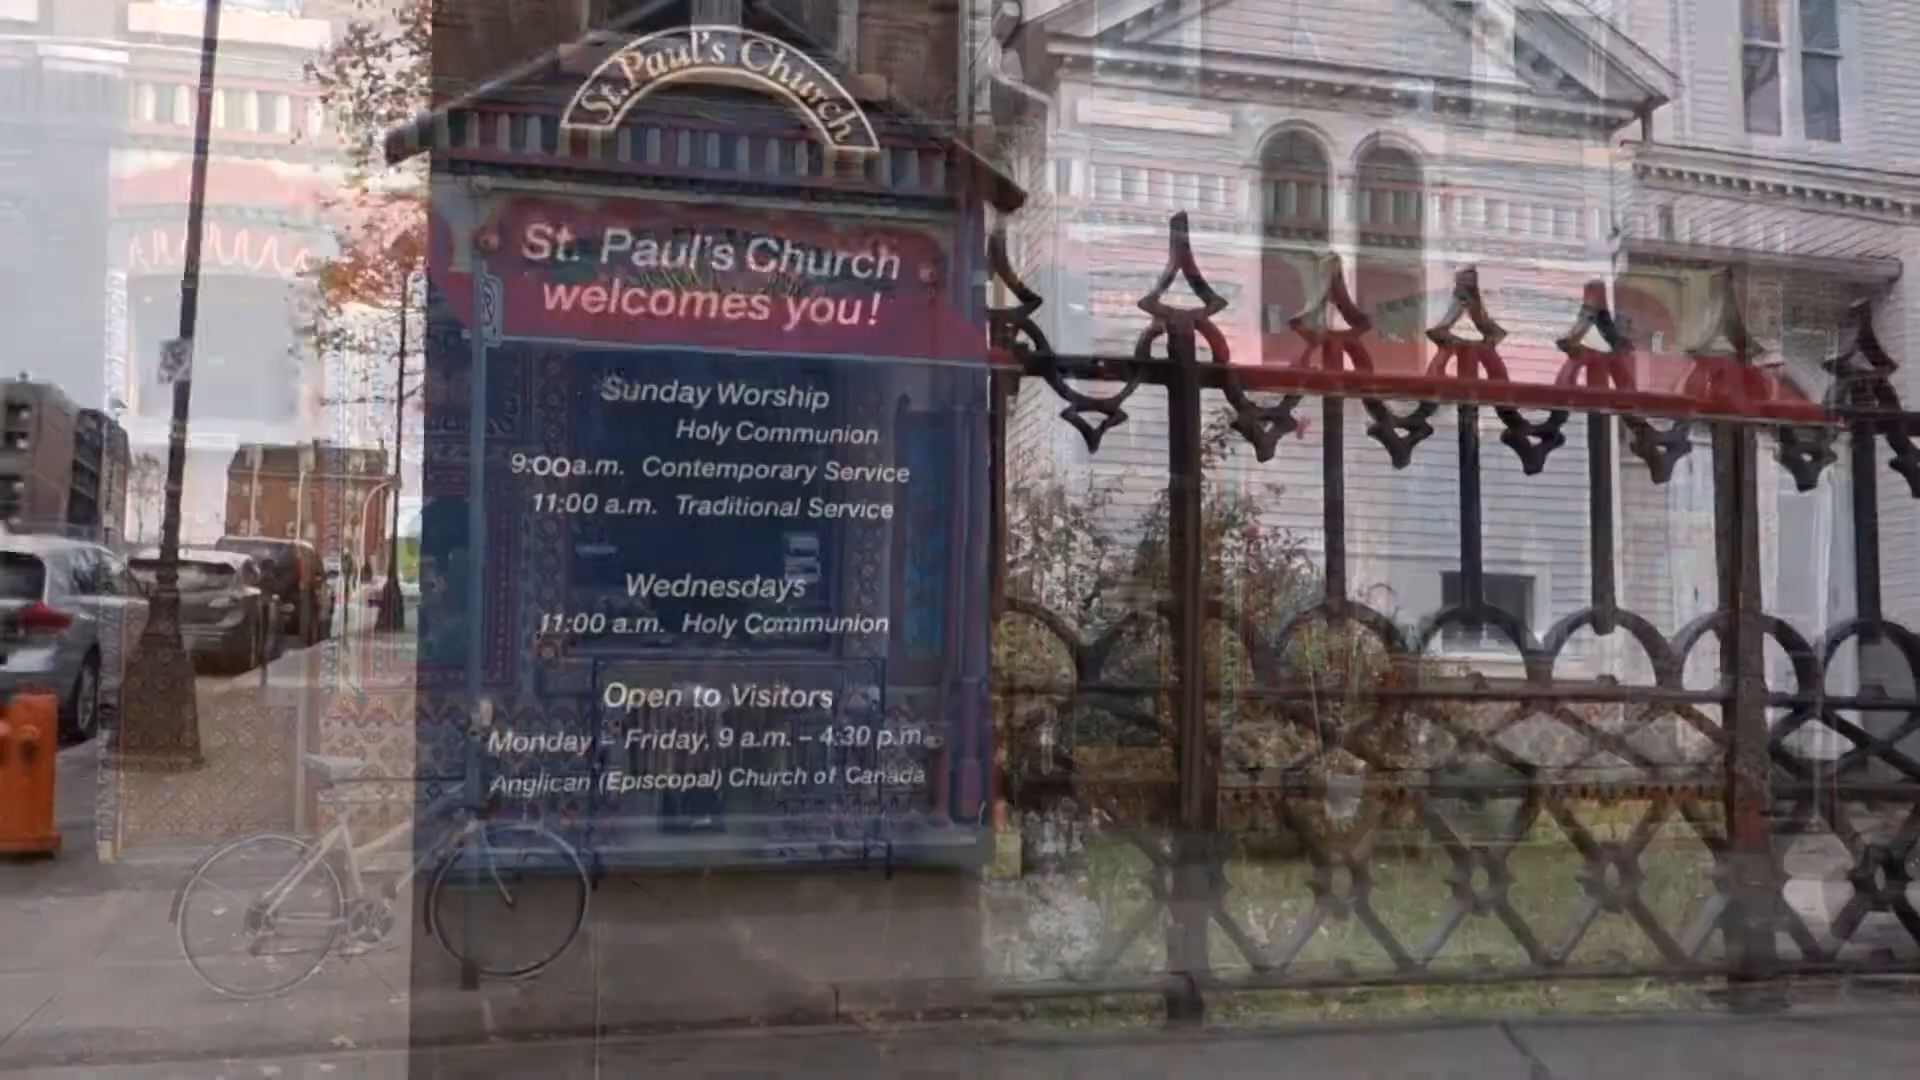 St. Paul's Church
St. Paul's Church
welcomes you!
Sunday Worship
Holy Communion
9:00a.m. Contemporary Service
11:00 a.m. Traditional Service
Wednesdays
11:00 a.m. Holy Communion
Open to Visitors
Monday – Friday, 9 a.m. – 4:30 p.m.
Anglican (Episcopal) Church of Canada